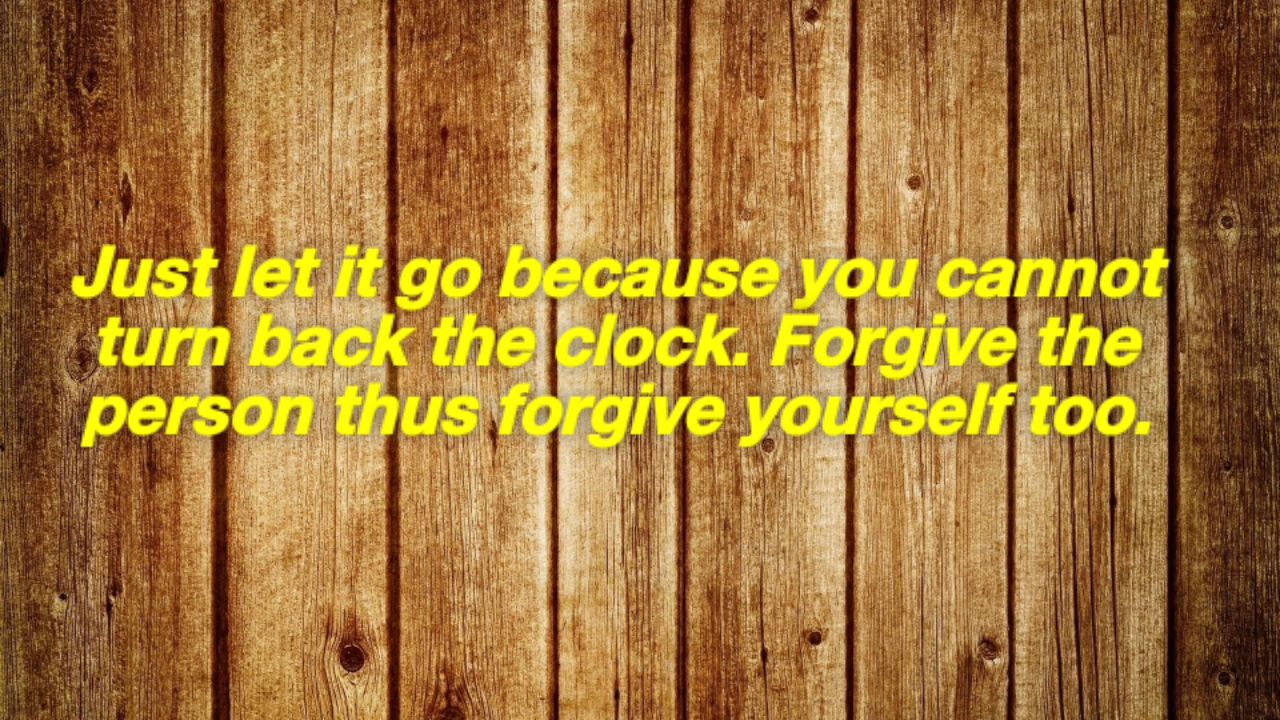 Just let it go because you cannot
turn back the clock. Forgive the
person thus forgive yourself too.